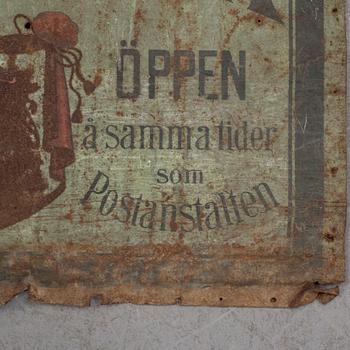 ÖPPEN
å samma tider
som
Postanstalten